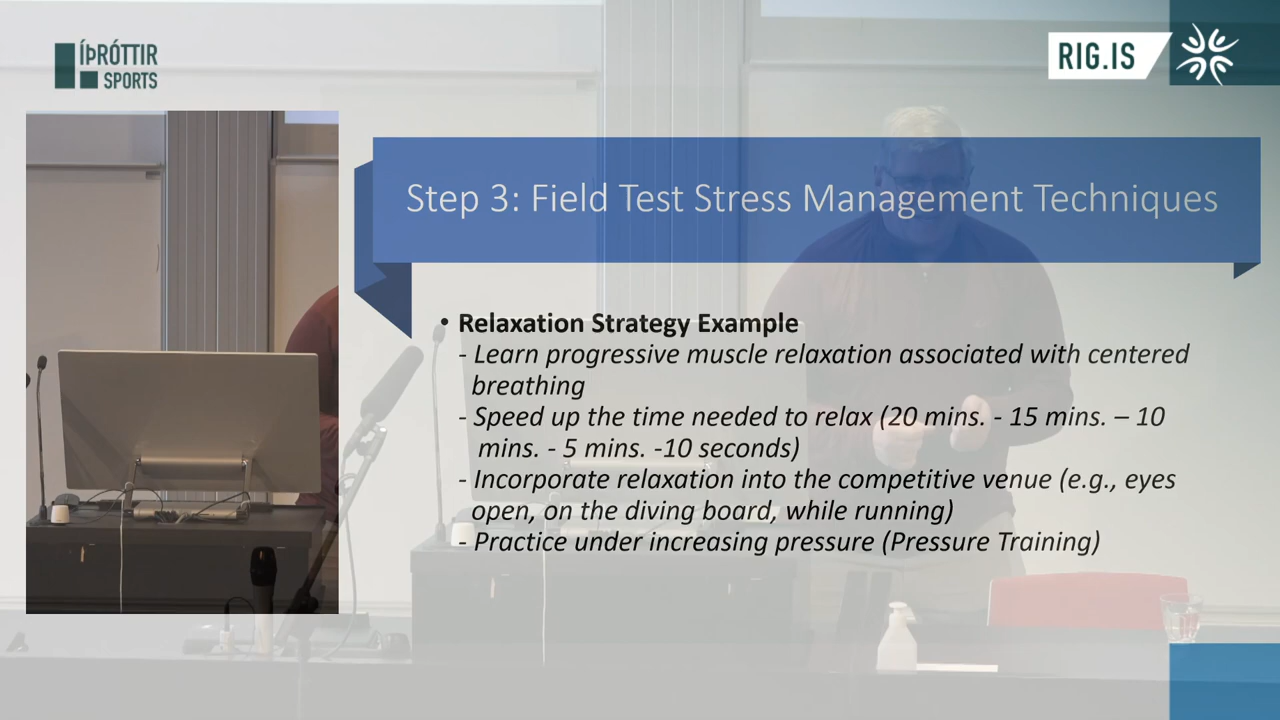 ÍÞRÓTTIR
SPORTS
RIG.IS
Step 3: Field Test Stress Management Techniques
• Relaxation Strategy Example
- Learn progressive muscle relaxation associated with centered
breathing
- Speed up the time needed to relax (20 mins. - 15 mins. – 10
mins. - 5 mins. -10 seconds)
- Incorporate relaxation into the competitive venue (e.g., eyes
open, on the diving board, while running)
- Practice under increasing pressure (Pressure Training)